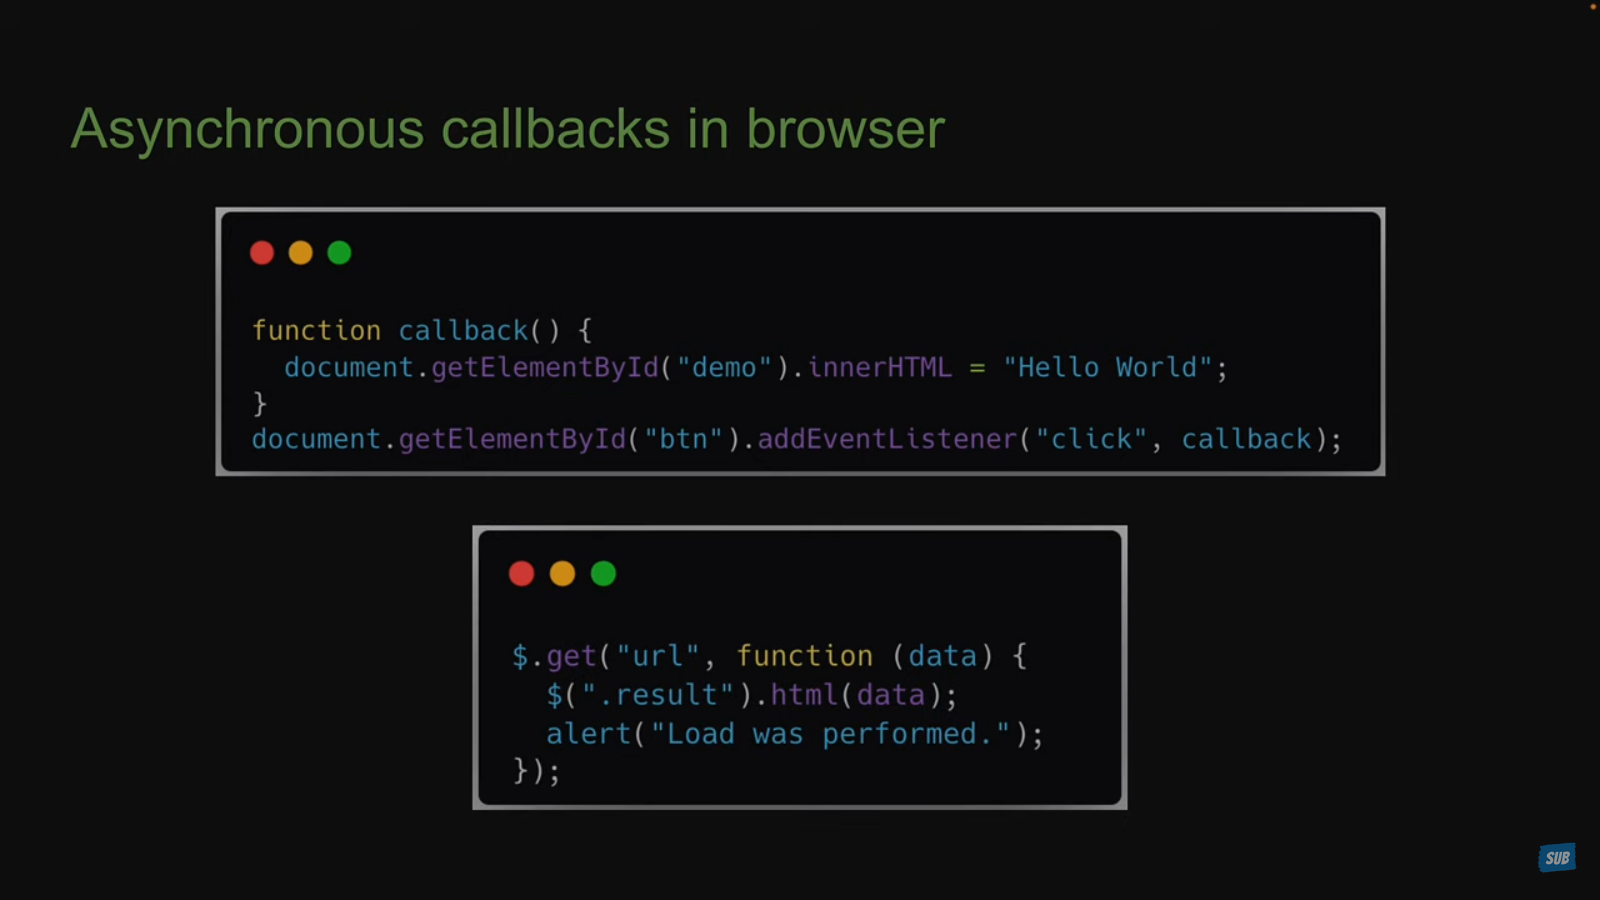 Asynchronous callbacks in browser
function callback() {
  document.getElementById("demo").innerHTML = "Hello World";
}
document.getElementById("btn").addEventListener("click", callback);
$.get("url", function (data) {
  $(".result").html(data);
  alert("Load was performed.");
});
SUB